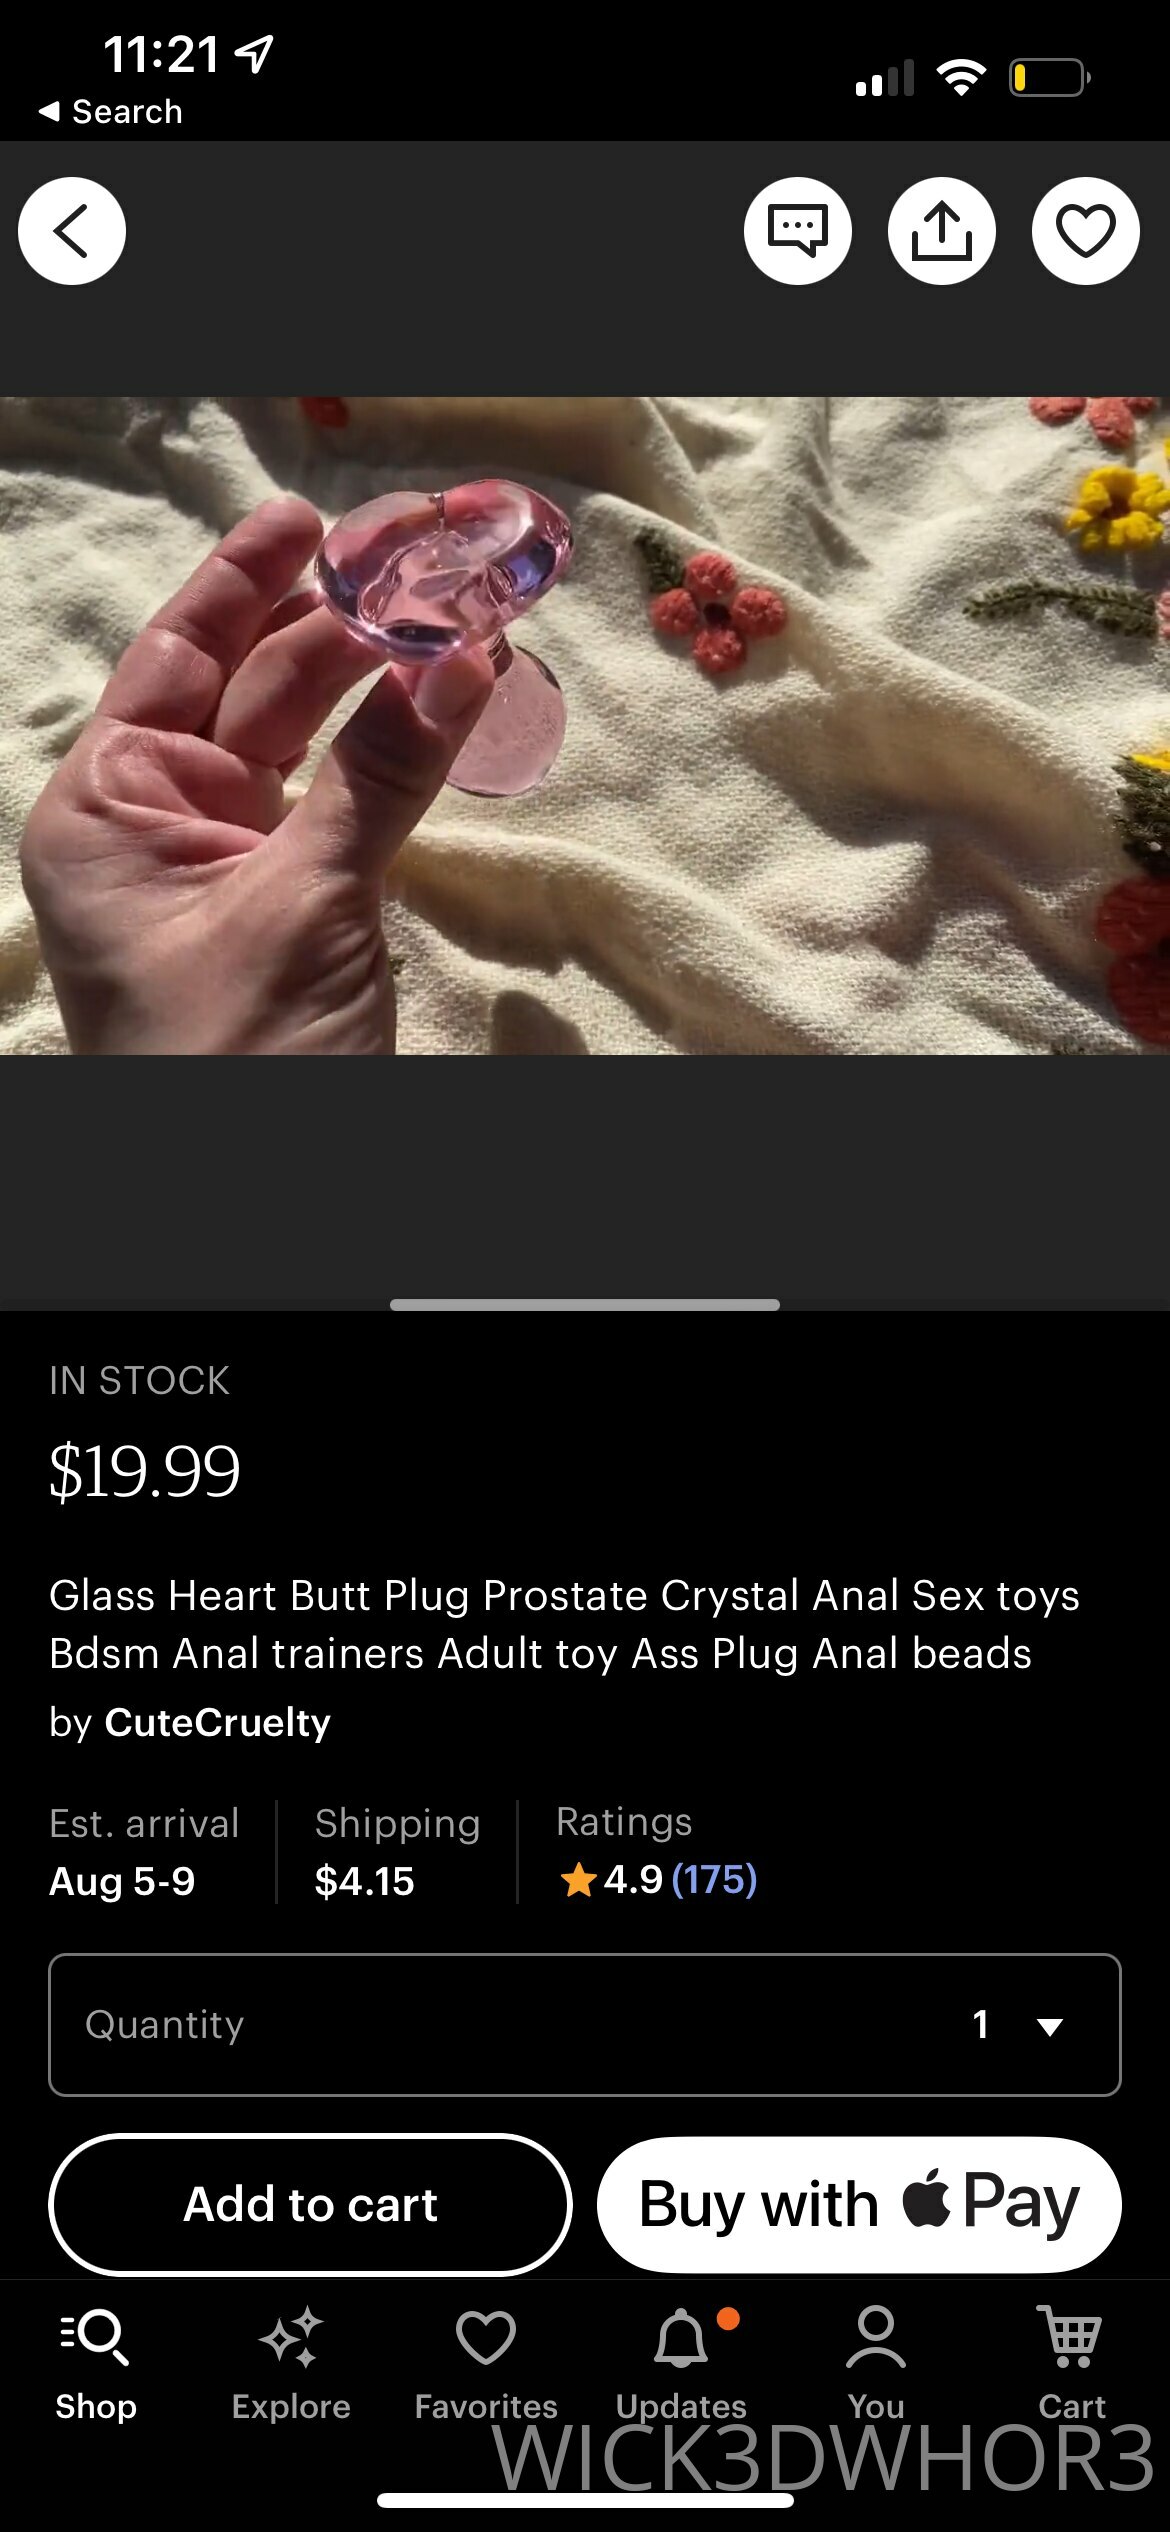 11:21
Search
IN STOCK
$19.99
Glass Heart Butt Plug Prostate Crystal Anal Sex toys
Bdsm Anal trainers Adult toy Ass Plug Anal beads
by CuteCruelty
Est. arrival Shipping Ratings
Aug 5-9 $4.15 4.9 (175)
Quantity 1
Add to cart Buy with Pay
Shop Explore Favorites Updates You Cart
WICK3DWHOR3